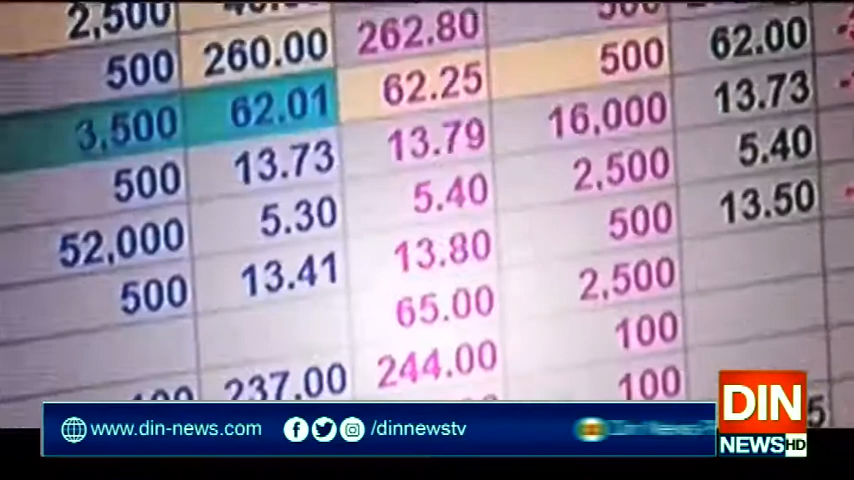 2,500 262.80
500 260.00 62.25 500 62.00
3,500 62.01 13.79 16,000 13.73
500 13.73 5.40 2,500 5.40
52,000 5.30 13.80 500 13.50
500 13.41 65.00 2,500
244.00 100
237.00 100
www.din-news.com /dinnewstv
DIN
NEWS HD